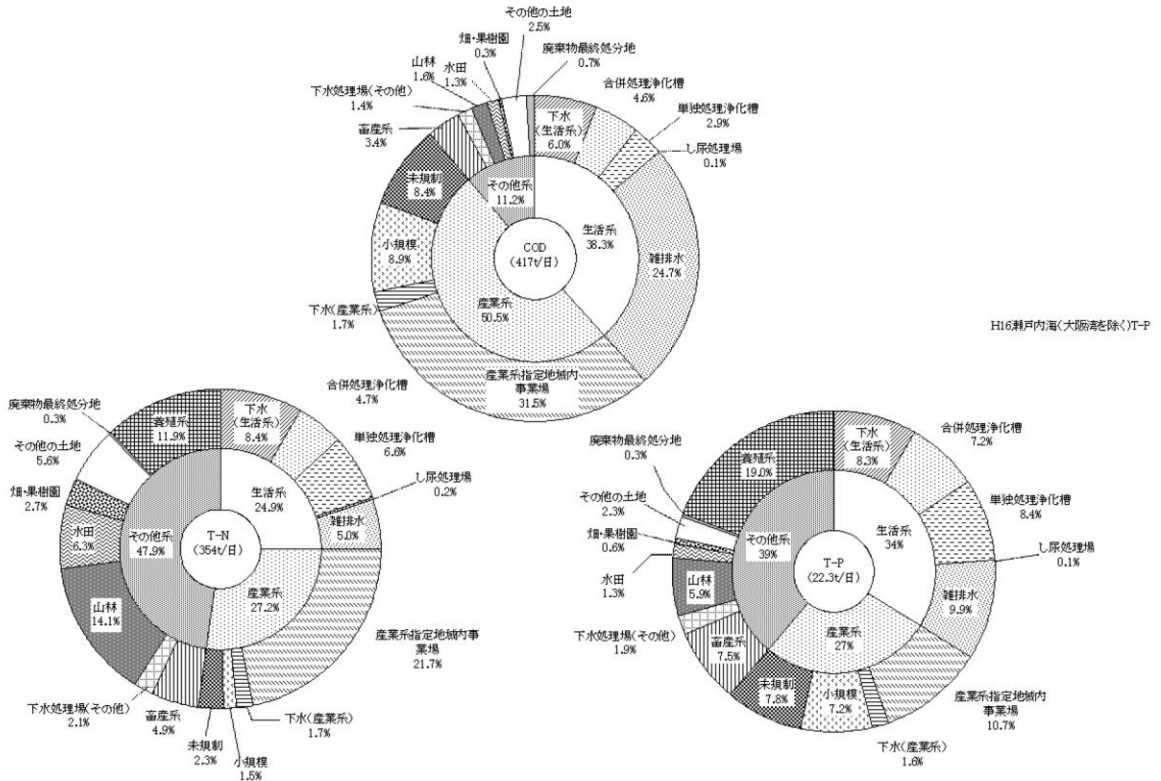 その他の土地
2.5%
畑・果樹園
0.3%
廃棄物最終処分地
0.7%
山林
1.6%
水田
1.3%
合併処理浄化槽
4.6%
下水処理場(その他)
1.4%
下水
(生活系)
6.0%
単独処理浄化槽
2.9%
畜産系
3.4%
し尿処理場
0.1%
未規制
8.4%
その他系
11.2%
生活系
38.3%
COD
(417t/日)
雑排水
24.7%
小規模
8.9%
産業系
50.5%
下水(産業系)
1.7%
産業系指定地域内
事業場
31.5%
H16瀬戸内海(大阪湾を除く)T-P
合併処理浄化槽
4.7%
廃棄物最終処分地
0.3%
養殖系
11.9%
下水
(生活系)
8.4%
単独処理浄化槽
6.6%
その他の土地
5.6%
し尿処理場
0.2%
畑・果樹園
2.7%
生活系
24.9%
雑排水
5.0%
水田
6.3%
その他系
47.9%
T-N
(354t/日)
産業系
27.2%
山林
14.1%
産業系指定地域内事
業場
21.7%
下水処理場(その他)
2.1%
畜産系
4.9%
未規制
2.3%
小規模
1.5%
下水(産業系)
1.7%
合併処理浄化槽
7.2%
廃棄物最終処分地
0.3%
養殖系
19.0%
下水
(生活系)
8.3%
単独処理浄化槽
8.4%
その他の土地
2.3%
畑・果樹園
0.6%
その他系
39%
生活系
34%
し尿処理場
0.1%
T-P
(22.3t/日)
水田
1.3%
山林
5.9%
雑排水
9.9%
下水処理場(その他)
1.9%
畜産系
7.5%
産業系
27%
未規制
7.8%
小規模
7.2%
産業系指定地域内
事業場
10.7%
下水(産業系)
1.6%